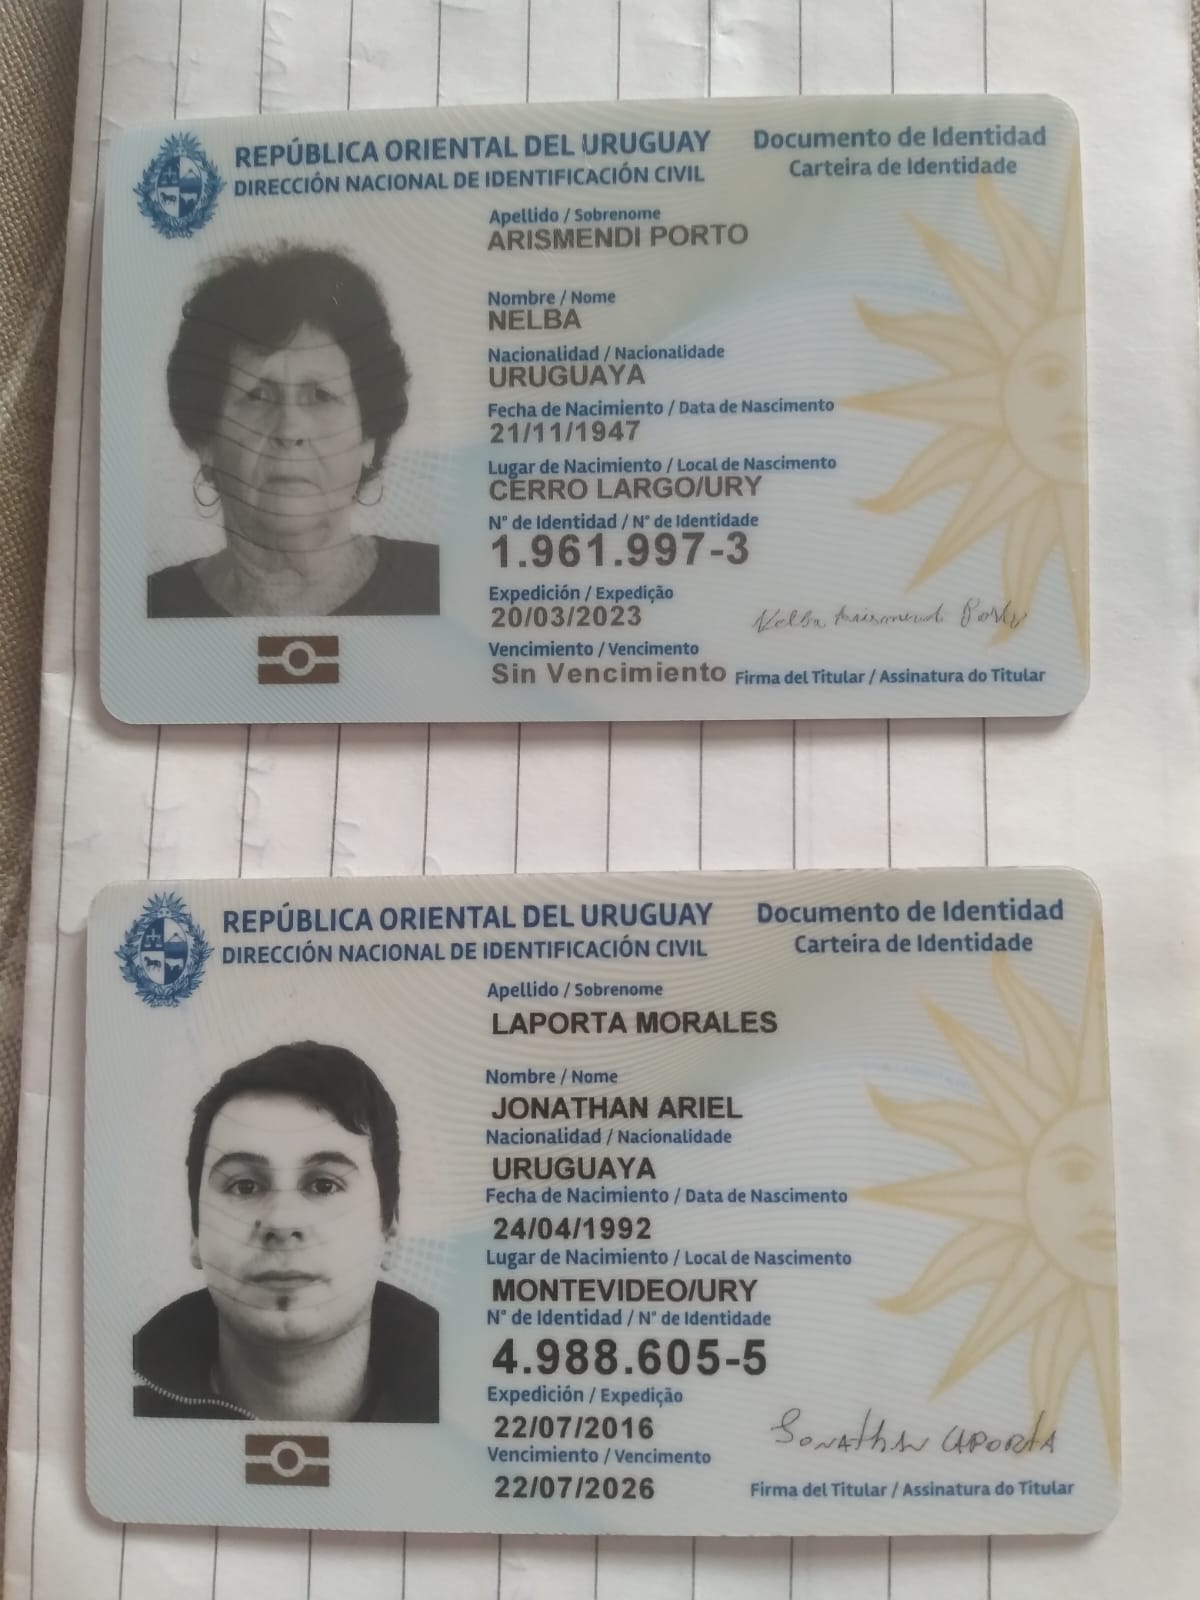 REPÚBLICA ORIENTAL DEL URUGUAY
DIRECCIÓN NACIONAL DE IDENTIFICACIÓN CIVIL
Documento de Identidad
Carteira de Identidade
Apellido / Sobrenome
ARISMENDI PORTO
Nombre / Nome
NELBA
Nacionalidad / Nacionalidade
URUGUAYA
Fecha de Nacimiento / Data de Nascimento
21/11/1947
Lugar de Nacimiento / Local de Nascimento
CERRO LARGO/URY
N° de Identidad / N° de Identidade
1.961.997-3
Expedición / Expedição
20/03/2023
Nelba Arismendi Porto
Vencimiento / Vencimento
Sin Vencimiento
Firma del Titular / Assinatura do Titular
REPÚBLICA ORIENTAL DEL URUGUAY
DIRECCIÓN NACIONAL DE IDENTIFICACIÓN CIVIL
Documento de Identidad
Carteira de Identidade
Apellido / Sobrenome
LAPORTA MORALES
Nombre / Nome
JONATHAN ARIEL
Nacionalidad / Nacionalidade
URUGUAYA
Fecha de Nacimiento / Data de Nascimento
24/04/1992
Lugar de Nacimiento / Local de Nascimento
MONTEVIDEO/URY
N° de Identidad / N° de Identidade
4.988.605-5
Expedición / Expedição
22/07/2016
Jonathan LAPORTA
Vencimiento / Vencimento
22/07/2026
Firma del Titular / Assinatura do Titular